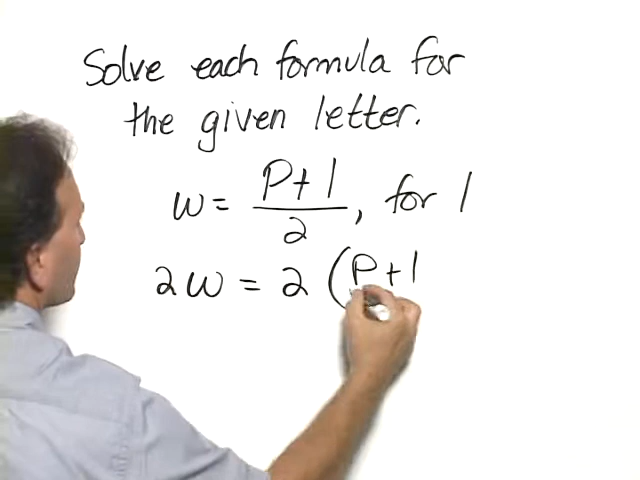 Solve each formula for
the given letter.
w = P+l/2, for l
2w = 2 (P+l